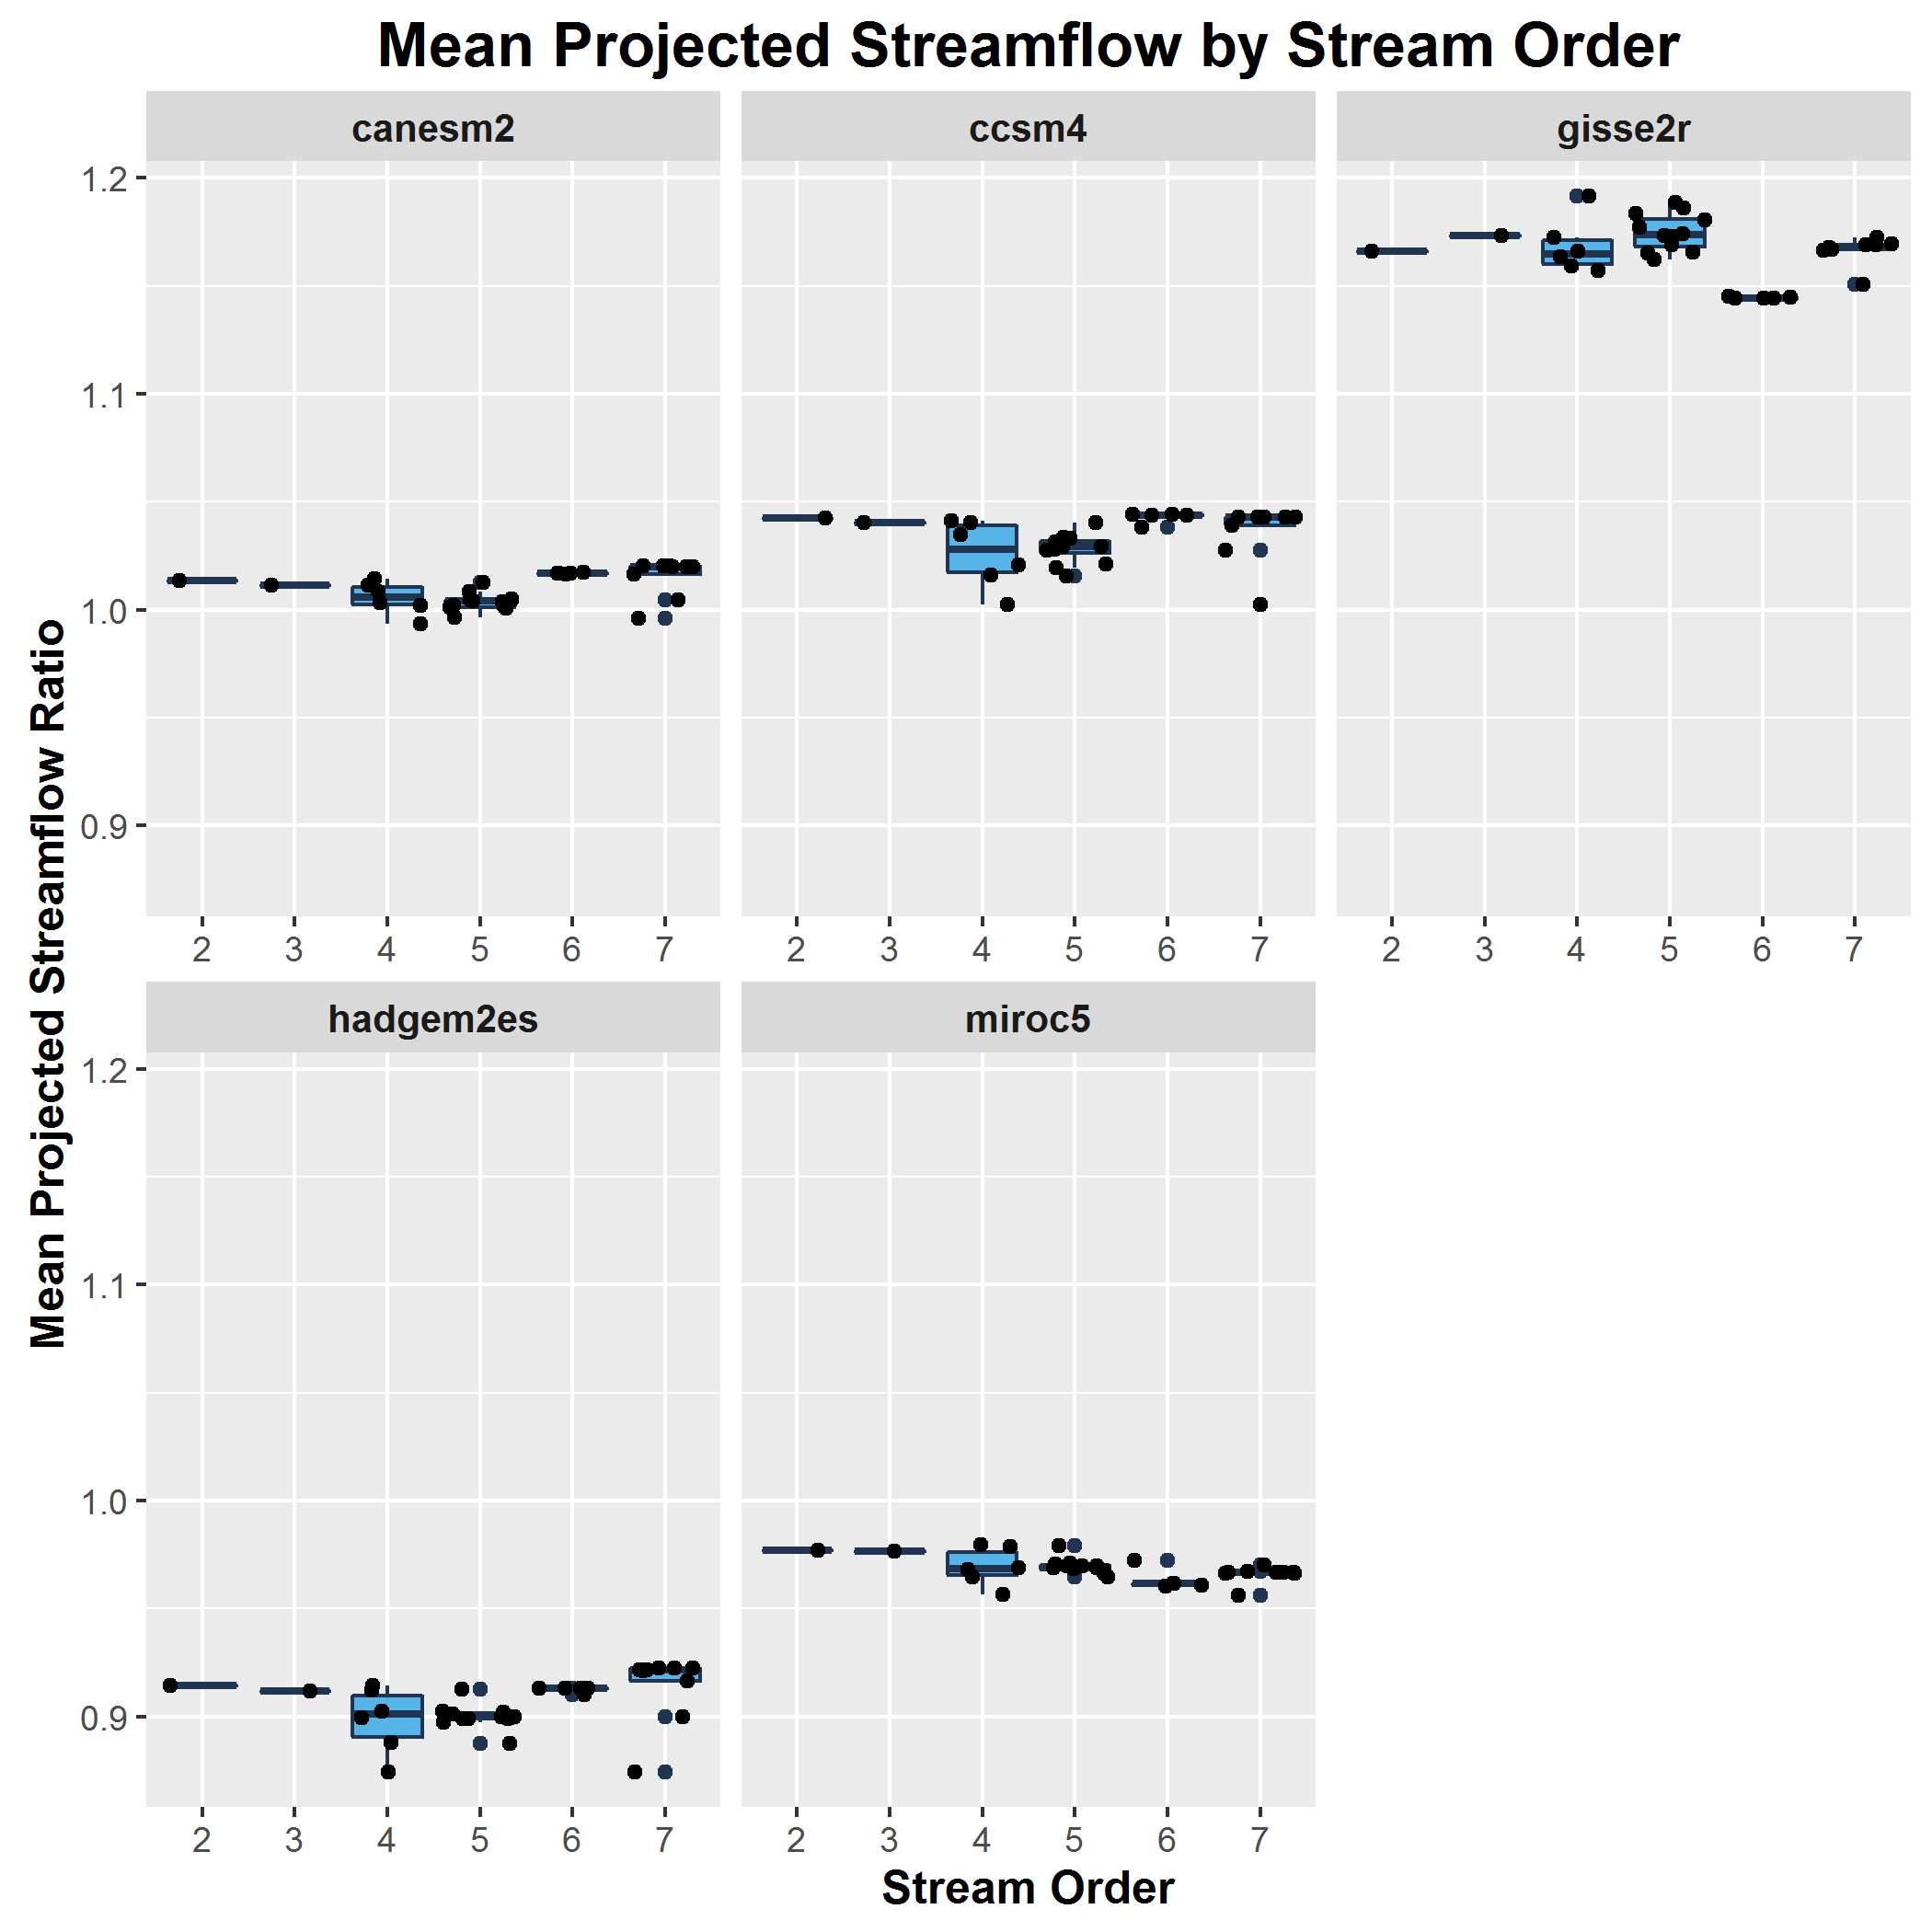 Mean Projected Streamflow by Stream Order
canesm2 ccsm4 gisse2r
1.2
1.1
1.0
0.9
2 3 4 5 6 7 2 3 4 5 6 7 2 3 4 5 6 7
Mean Projected Streamflow Ratio
hadgem2es miroc5
1.2
1.1
1.0
0.9
2 3 4 5 6 7 2 3 4 5 6 7
Stream Order